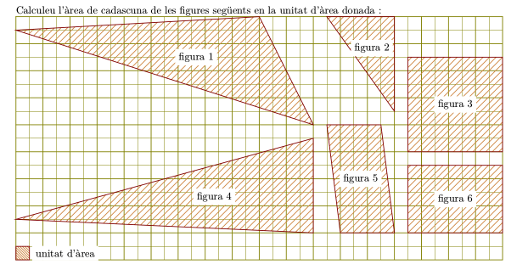 Calculeu l'àrea de cadascuna de les figures següents en la unitat d'àrea donada :
figura 1
figura 2
figura 3
figura 4
figura 5
figura 6
unitat d'àrea